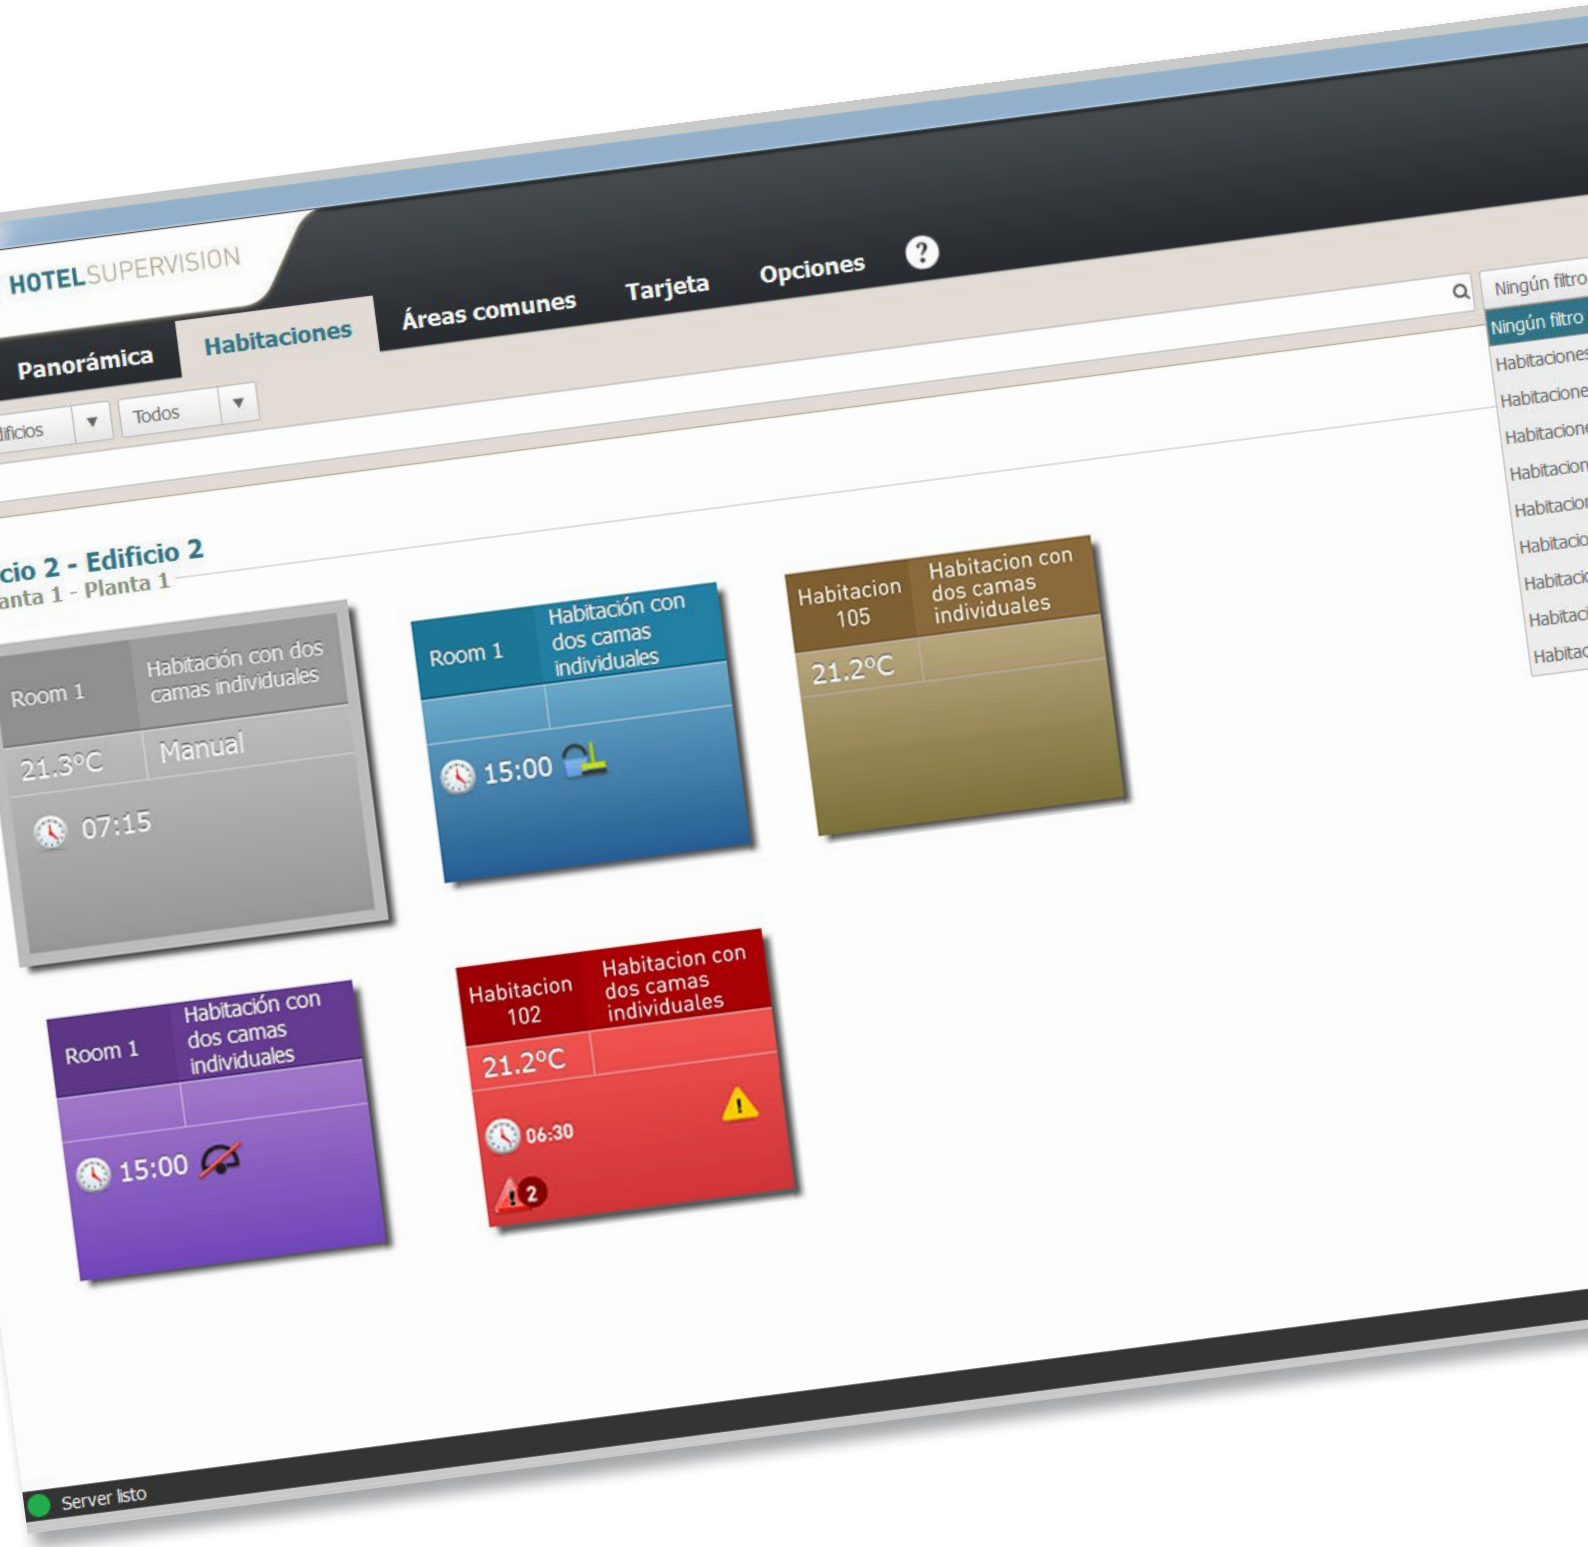 HOTELSUPERVISION
Panorámica
Habitaciones
Áreas comunes
Tarjeta
Opciones
?
Todos
Ningún filtro
Ningún filtro
Habitaciones
2 - Edificio 2
1 - Planta 1
Room 1
Habitación con dos
camas individuales
21.3°C
Manual
07:15
Room 1
Habitación con
dos camas
individuales
15:00
Habitacion
105
Habitacion con
dos camas
individuales
21.2°C
Room 1
Habitación con
dos camas
individuales
15:00
Habitacion
102
Habitacion con
dos camas
individuales
21.2°C
06:30
2
Server listo